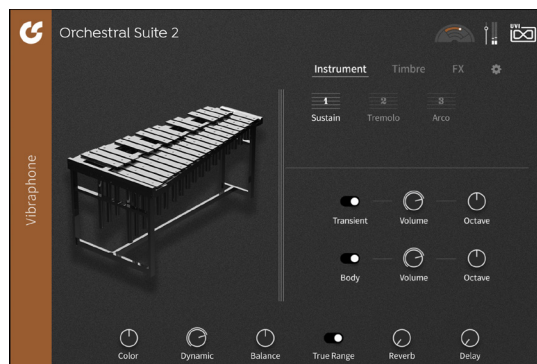 Orchestral Suite 2
UVI
Instrument Timbre FX
1 2 3
Sustain Tremolo Arco
Vibraphone
Transient Volume Octave
Body Volume Octave
Color Dynamic Balance True Range Reverb Delay